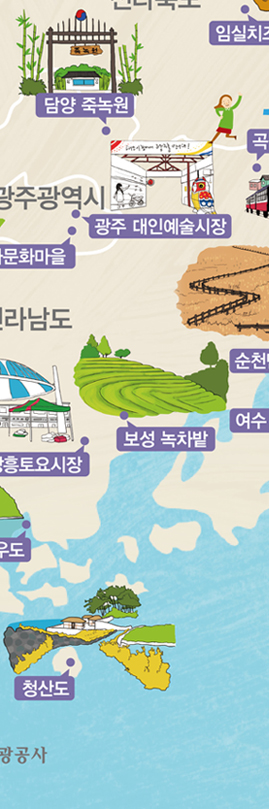 전라북도
임실치즈
죽녹원
담양 죽녹원
곡
광주광역시
광주 대인예술시장
문화마을
전라남도
순천만
보성 녹차밭
여수
장흥토요시장
우도
청산도
광공사